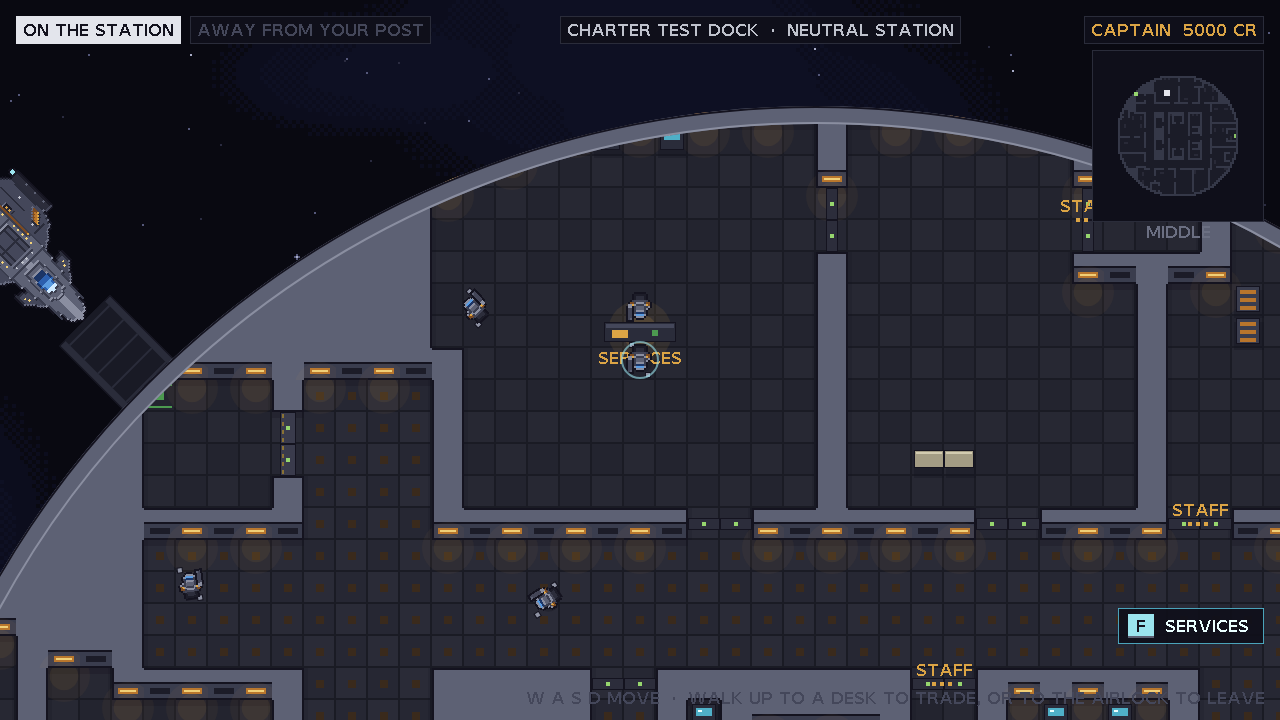 ON THE STATION
AWAY FROM YOUR POST
CHARTER TEST DOCK · NEUTRAL STATION
CAPTAIN 5000 CR
STA
MIDDLE
SERVICES
STAFF
F SERVICES
STAFF
W A S D MOVE · WALK UP TO A DESK TO TRADE, OR TO THE AIRLOCK TO LEAVE